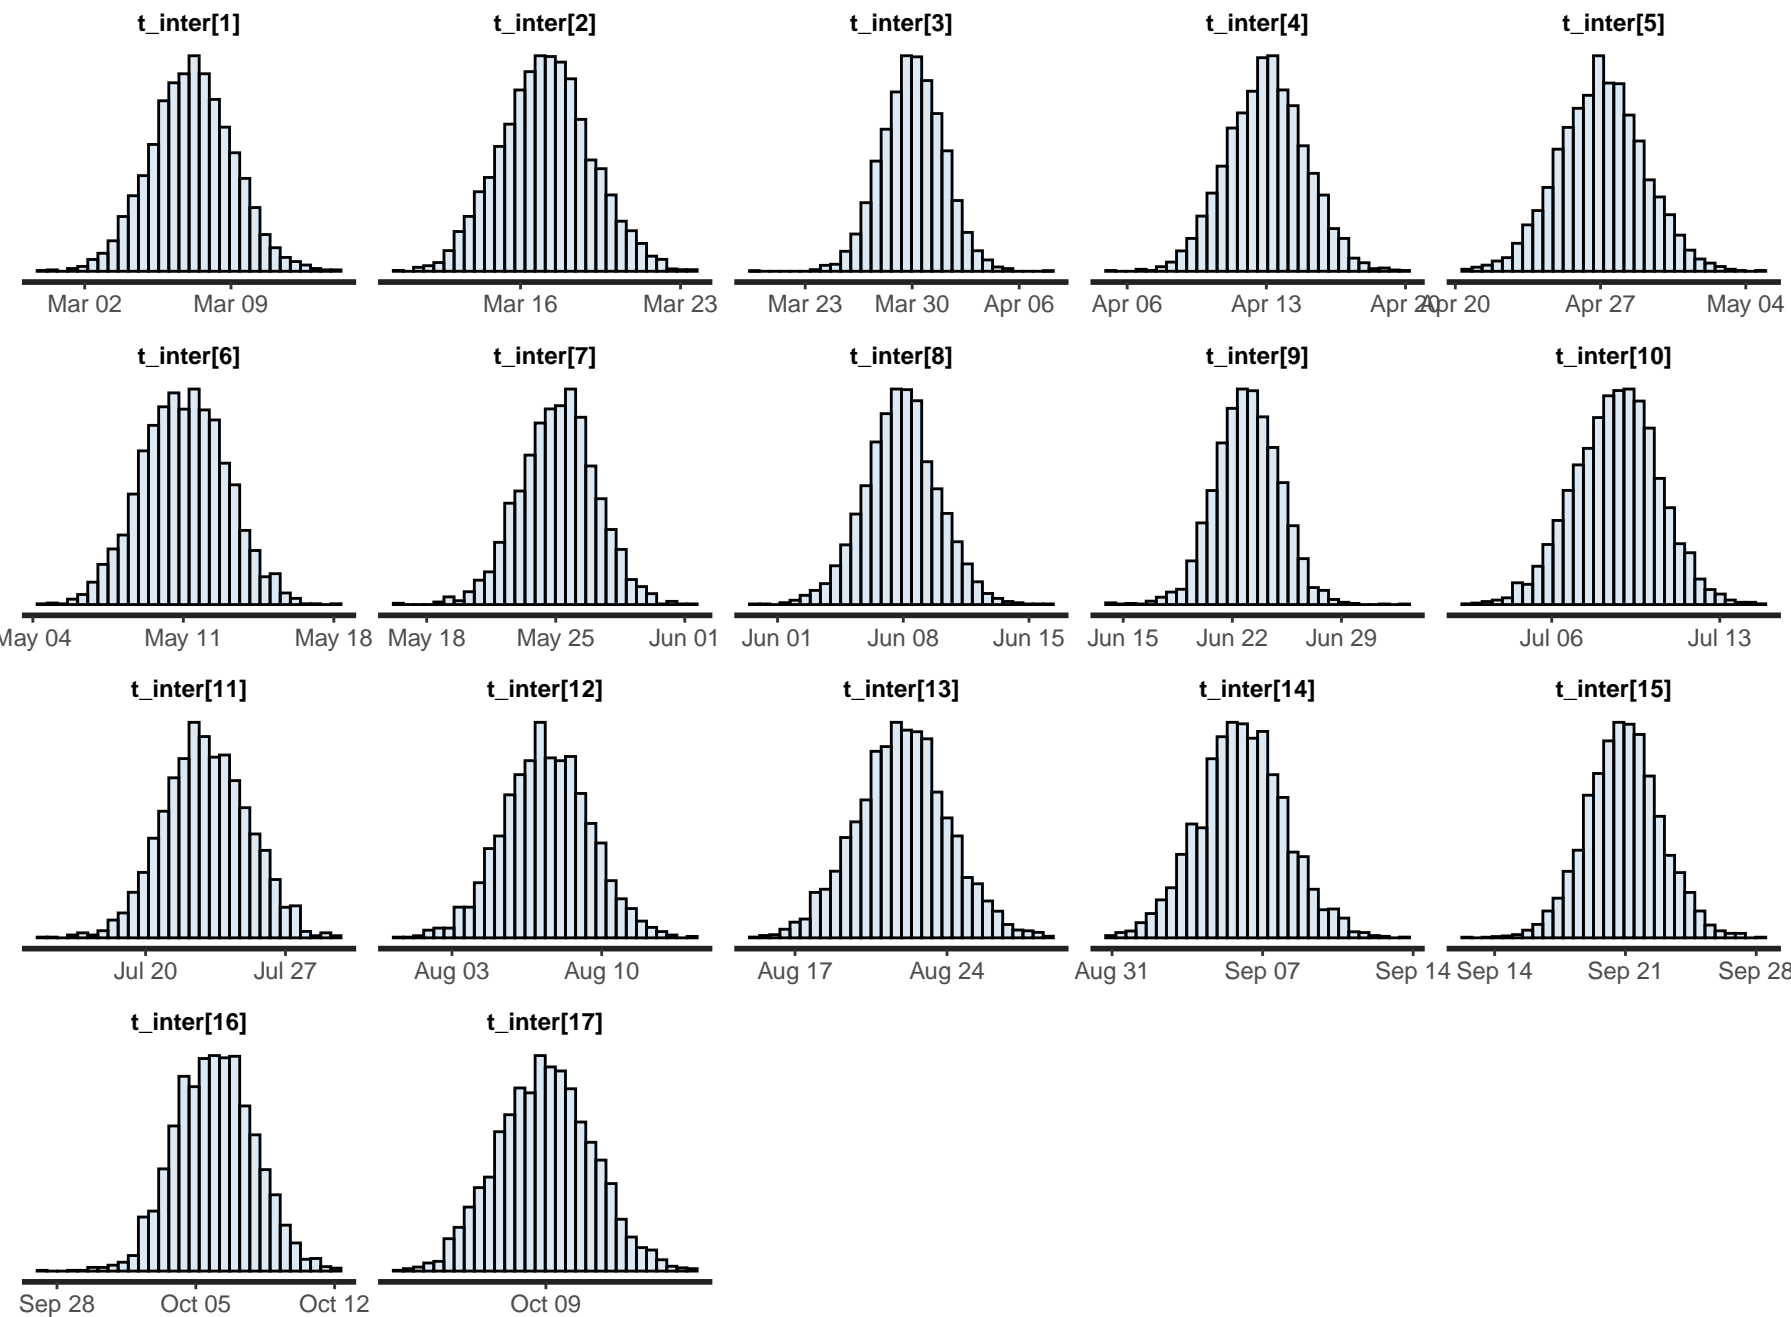 t_inter[1] t_inter[2] t_inter[3] t_inter[4] t_inter[5]
Mar 02 Mar 09 Mar 16 Mar 23 Mar 23 Mar 30 Apr 06 Apr 06 Apr 13 Apr 20 Apr 20 Apr 27 May 04
t_inter[6] t_inter[7] t_inter[8] t_inter[9] t_inter[10]
May 04 May 11 May 18 May 18 May 25 Jun 01 Jun 01 Jun 08 Jun 15 Jun 15 Jun 22 Jun 29 Jul 06 Jul 13
t_inter[11] t_inter[12] t_inter[13] t_inter[14] t_inter[15]
Jul 20 Jul 27 Aug 03 Aug 10 Aug 17 Aug 24 Aug 31 Sep 07 Sep 14 Sep 14 Sep 21 Sep 28
t_inter[16] t_inter[17]
Sep 28 Oct 05 Oct 12 Oct 09